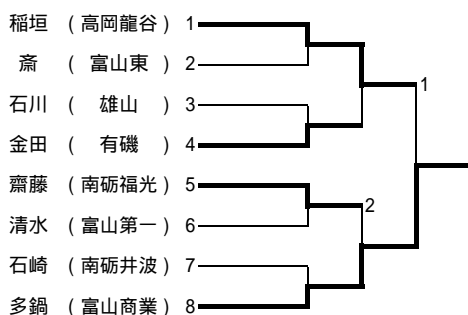 稲垣 (高岡龍谷) 1
斎 (富山東) 2
石川 (雄山) 3
金田 (有磯) 4
齋藤 (南砺福光) 5
清水 (富山第一) 6
石崎 (南砺井波) 7
多鍋 (富山商業) 8
1
2